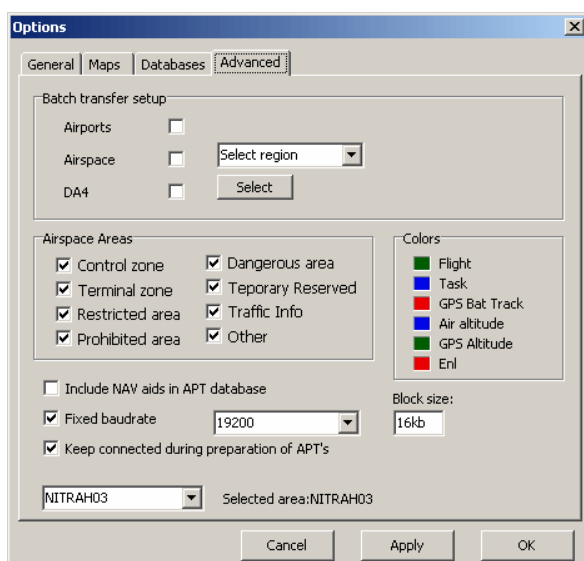 Options
General Maps Databases Advanced
Batch transfer setup
Airports
Airspace Select region
DA4 Select
Airspace Areas Colors
Control zone Dangerous area Flight
Terminal zone Teporary Reserved Task
Restricted area Traffic Info GPS Bat Track
Prohibited area Other Air altitude
GPS Altitude
Enl
Include NAV aids in APT database Block size:
Fixed baudrate 19200 16kb
Keep connected during preparation of APT's
NITRAH03 Selected area:NITRAH03
Cancel Apply OK